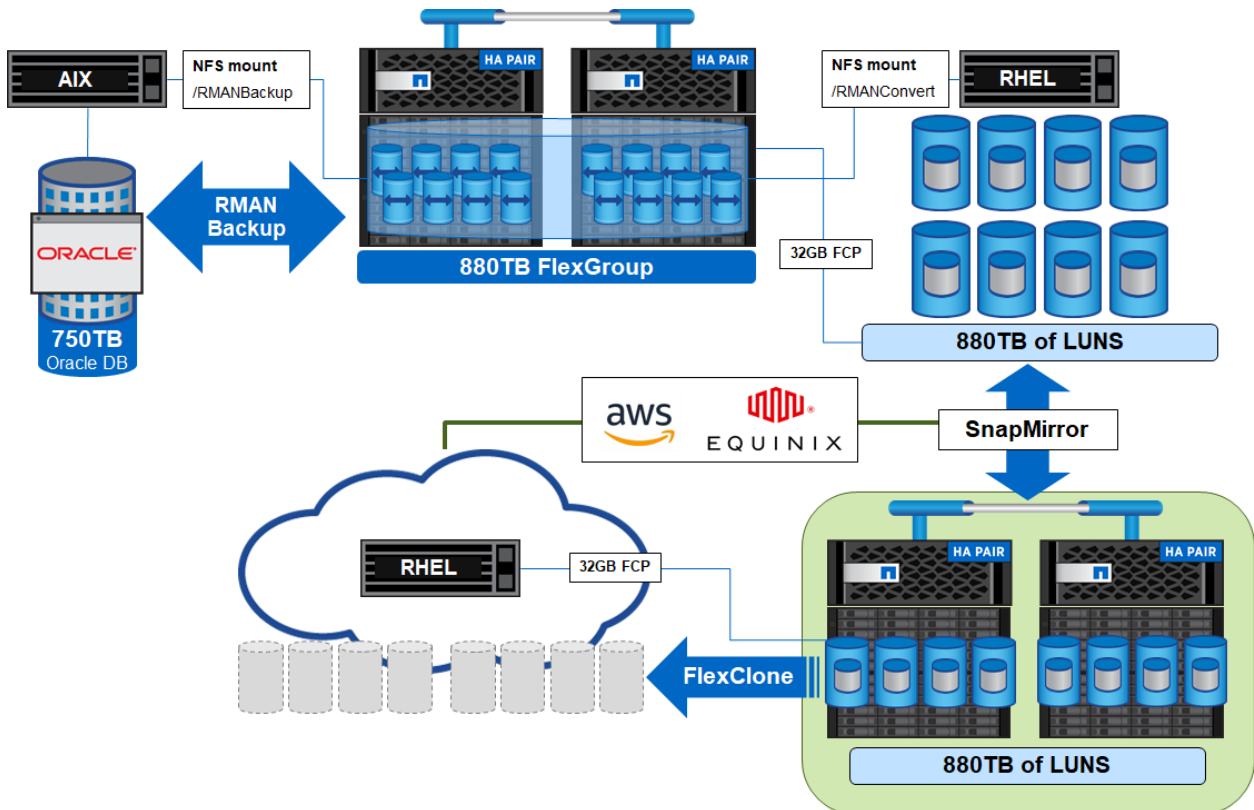 AIX
NFS mount
/RMANBackup
HA PAIR
HA PAIR
NFS mount
/RMANConvert
RHEL
RMAN
Backup
ORACLE®
750TB
Oracle DB
880TB FlexGroup
32GB FCP
880TB of LUNS
aws
EQUINIX®
SnapMirror
RHEL
32GB FCP
HA PAIR
HA PAIR
FlexClone
880TB of LUNS